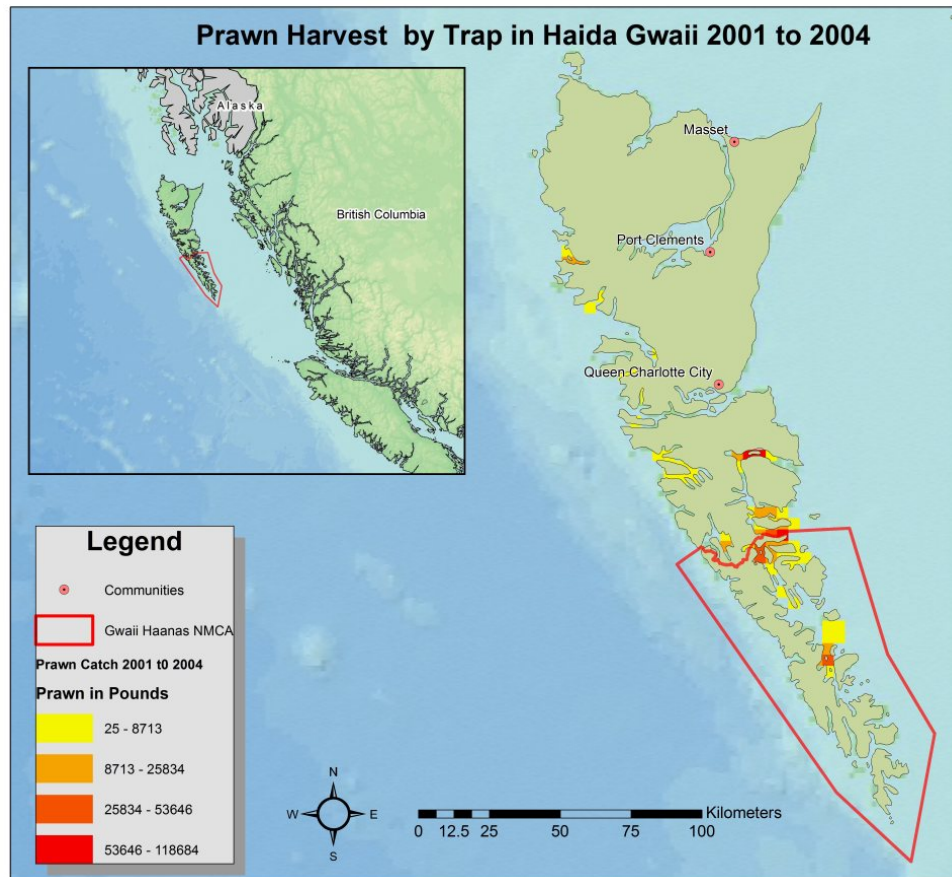 Prawn Harvest by Trap in Haida Gwaii 2001 to 2004
Alaska
British Columbia
Masset
Port Clements
Queen Charlotte City
Legend
Communities
Gwaii Haanas NMCA
Prawn Catch 2001 t0 2004
Prawn in Pounds
25 - 8713
8713 - 25834
25834 - 53646
53646 - 118684
N
W E
S
Kilometers
0 12.5 25 50 75 100